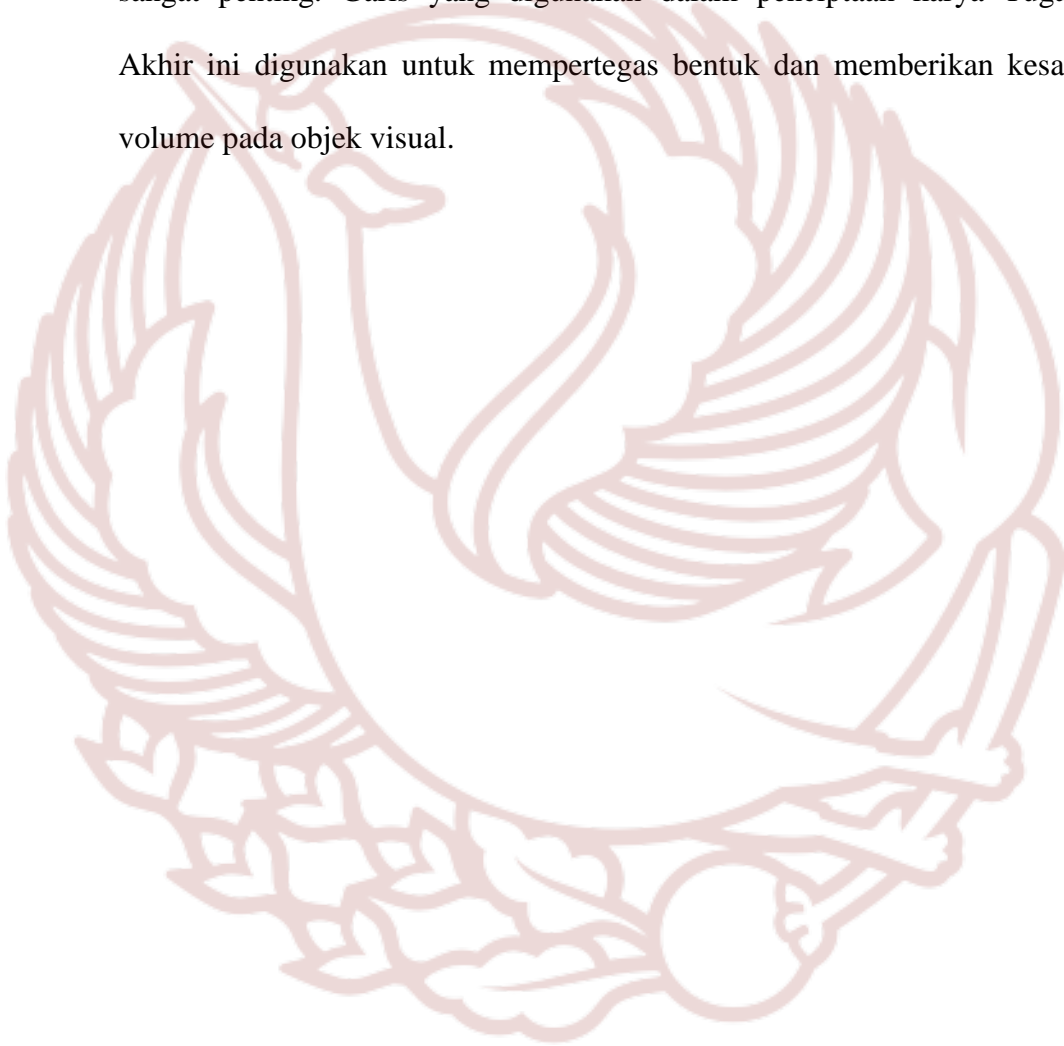 sangat penting. Garis yang digunakan dalam penciptaan karya Tuga
Akhir ini digunakan untuk mempertegas bentuk dan memberikan kesa
volume pada objek visual.